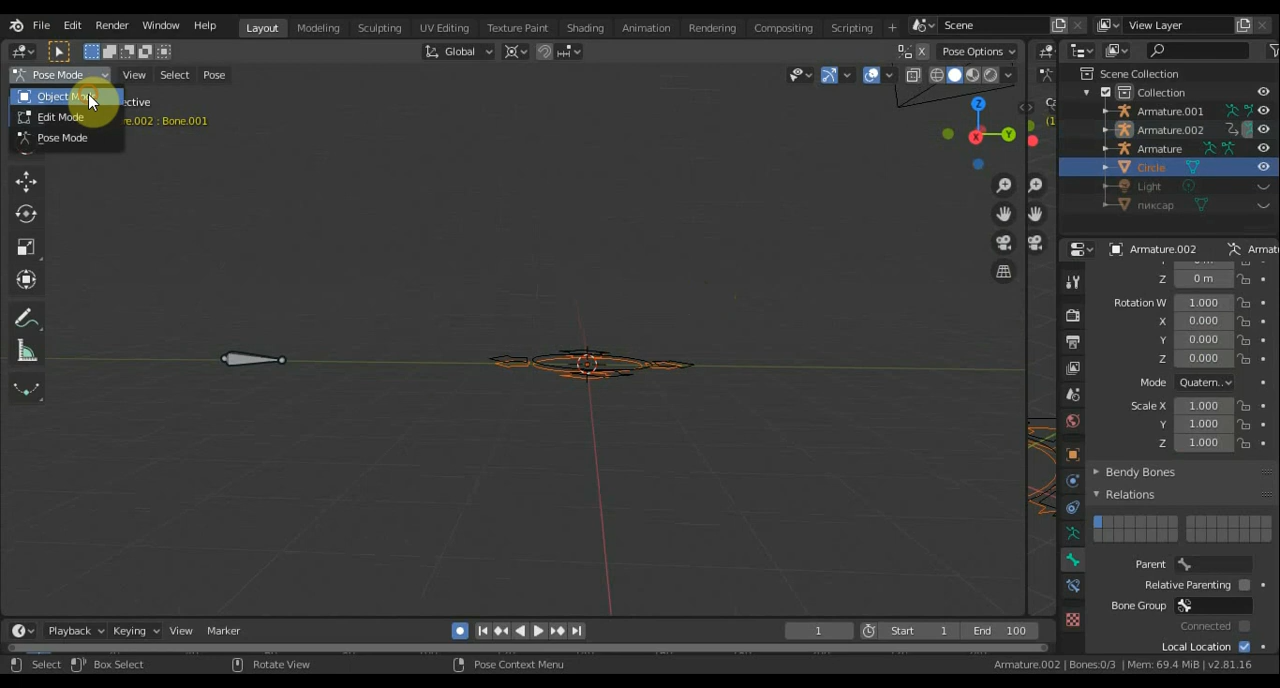 File Edit Render Window Help Layout Modeling Sculpting UV Editing Texture Paint Shading Animation Rendering Compositing Scripting + Scene View Layer
Global Pose Options
Pose Mode View Select Pose
Scene Collection
Object
Collection
Edit Mode
Armature.001
Pose Mode
Armature.002
Armature
Circle
Light
пиксар
.002 : Bone.001
Z
X
Y
Armature.002
Z 0 m
Rotation W 1.000
X 0.000
Y 0.000
Z 0.000
Mode Quatern..
Scale X 1.000
Y 1.000
Z 1.000
Bendy Bones
Relations
Parent
Relative Parenting
Bone Group
Connected
Local Location
Playback Keying View Marker 1 Start 1 End 100
Select Box Select Rotate View Pose Context Menu Armature.002 | Bones:0/3 | Mem: 69.4 MiB | v2.81.16